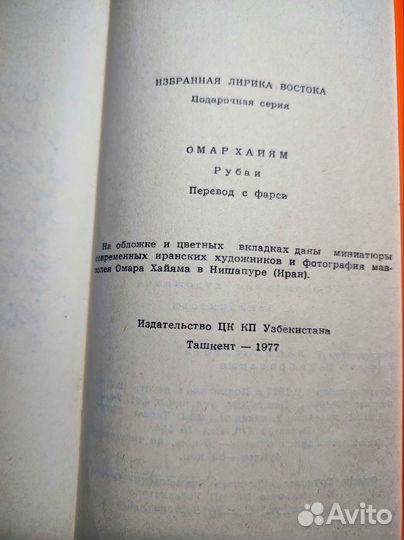 ИЗБРАННАЯ ЛИРИКА ВОСТОКА
Подарочная серия
ОМАР ХАЙЯМ
Рубаи
Перевод с фарси
На обложке и цветных вкладках даны миниатюры
современных иранских художников и фотография мав-
золея Омара Хайяма в Нишапуре (Иран).
Издательство ЦК КП Узбекистана
Ташкент — 1977
Avito